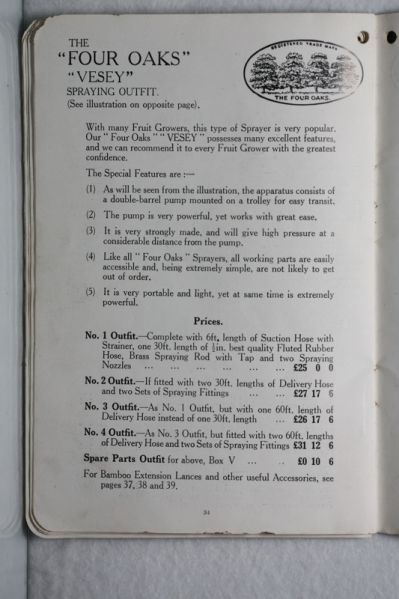 THE
"FOUR OAKS"
"VESEY"
SPRAYING OUTFIT.
(See illustration on opposite page).
REGISTERED TRADE MARK
THE FOUR OAKS.
With many Fruit Growers, this type of Sprayer is very popular.
Our "Four Oaks" "VESEY" possesses many excellent features,
and we can recommend it to every Fruit Grower with the greatest
confidence.
The Special Features are :—
(1) As will be seen from the illustration, the apparatus consists of
a double-barrel pump mounted on a trolley for easy transit.
(2) The pump is very powerful, yet works with great ease.
(3) It is very strongly made, and will give high pressure at a
considerable distance from the pump.
(4) Like all "Four Oaks" Sprayers, all working parts are easily
accessible and, being extremely simple, are not likely to get
out of order.
(5) It is very portable and light, yet at same time is extremely
powerful.
Prices.
No. 1 Outfit.—Complete with 6ft. length of Suction Hose with
Strainer, one 30ft. length of ½in. best quality Fluted Rubber
Hose, Brass Spraying Rod with Tap and two Spraying
Nozzles ... ... ... ... ... ... £25 0 0
No. 2 Outfit.—If fitted with two 30ft. lengths of Delivery Hose
and two Sets of Spraying Fittings ... ... £27 17 6
No. 3 Outfit.—As No. 1 Outfit, but with one 60ft. length of
Delivery Hose instead of one 30ft. length ... £26 17 6
No. 4 Outfit.—As No. 3 Outfit, but fitted with two 60ft. lengths
of Delivery Hose and two Sets of Spraying Fittings £31 12 6
Spare Parts Outfit for above, Box V ... .. £0 10 6
For Bamboo Extension Lances and other useful Accessories, see
pages 37, 38 and 39.
34